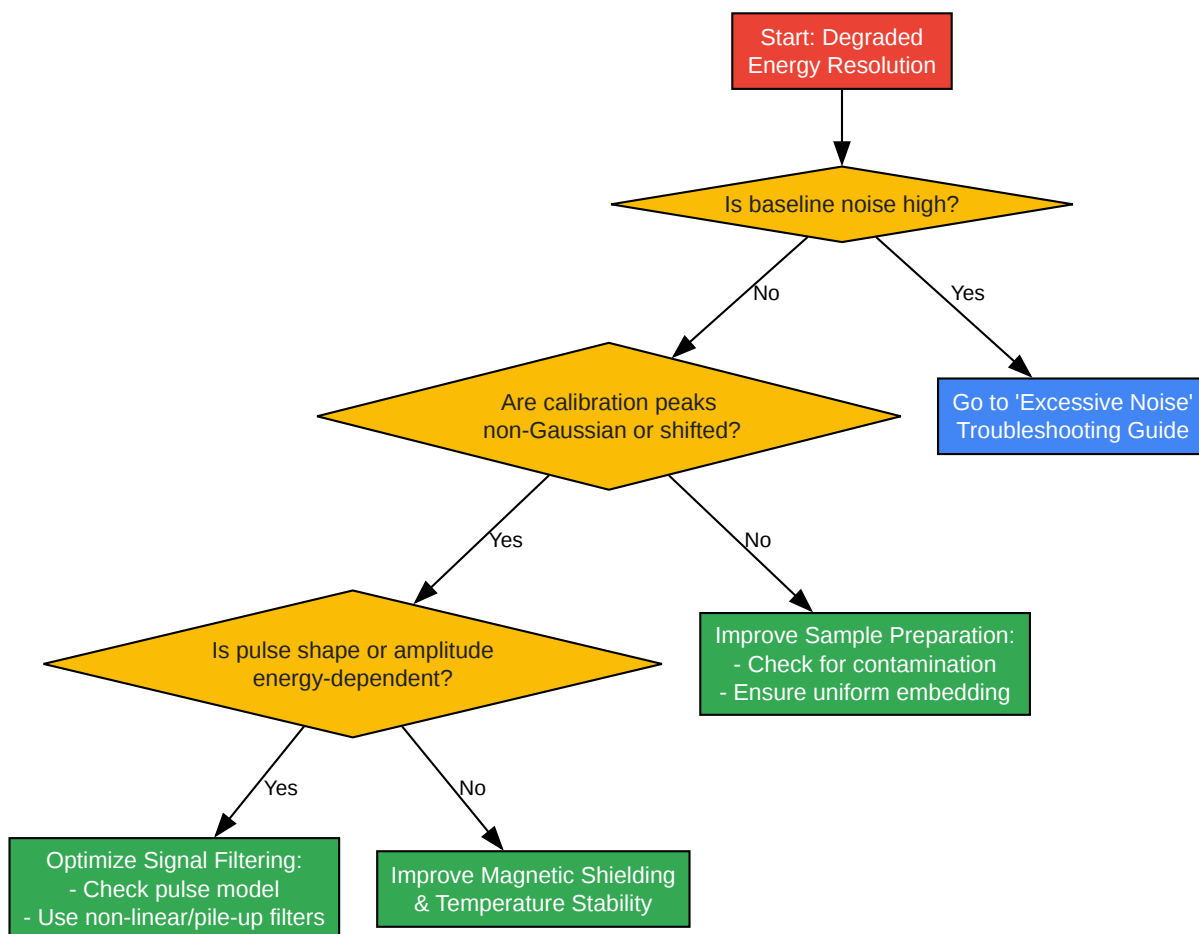 Start: Degraded
Energy Resolution
Is baseline noise high?
No
Yes
Are calibration peaks
non-Gaussian or shifted?
Go to 'Excessive Noise'
Troubleshooting Guide
Yes
No
Is pulse shape or amplitude
energy-dependent?
Improve Sample Preparation:
- Check for contamination
- Ensure uniform embedding
Yes
No
Optimize Signal Filtering:
- Check pulse model
- Use non-linear/pile-up filters
Improve Magnetic Shielding
& Temperature Stability